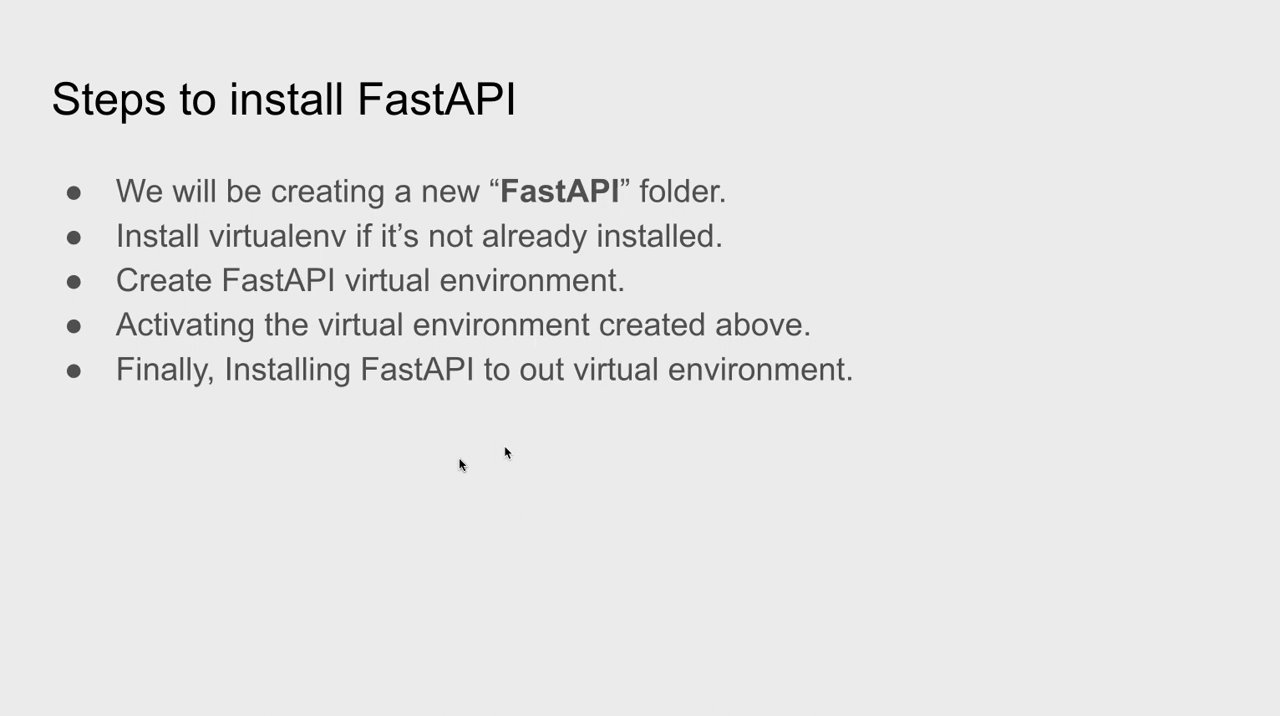 Steps to install FastAPI
● We will be creating a new “FastAPI” folder.
● Install virtualenv if it’s not already installed.
● Create FastAPI virtual environment.
● Activating the virtual environment created above.
● Finally, Installing FastAPI to out virtual environment.